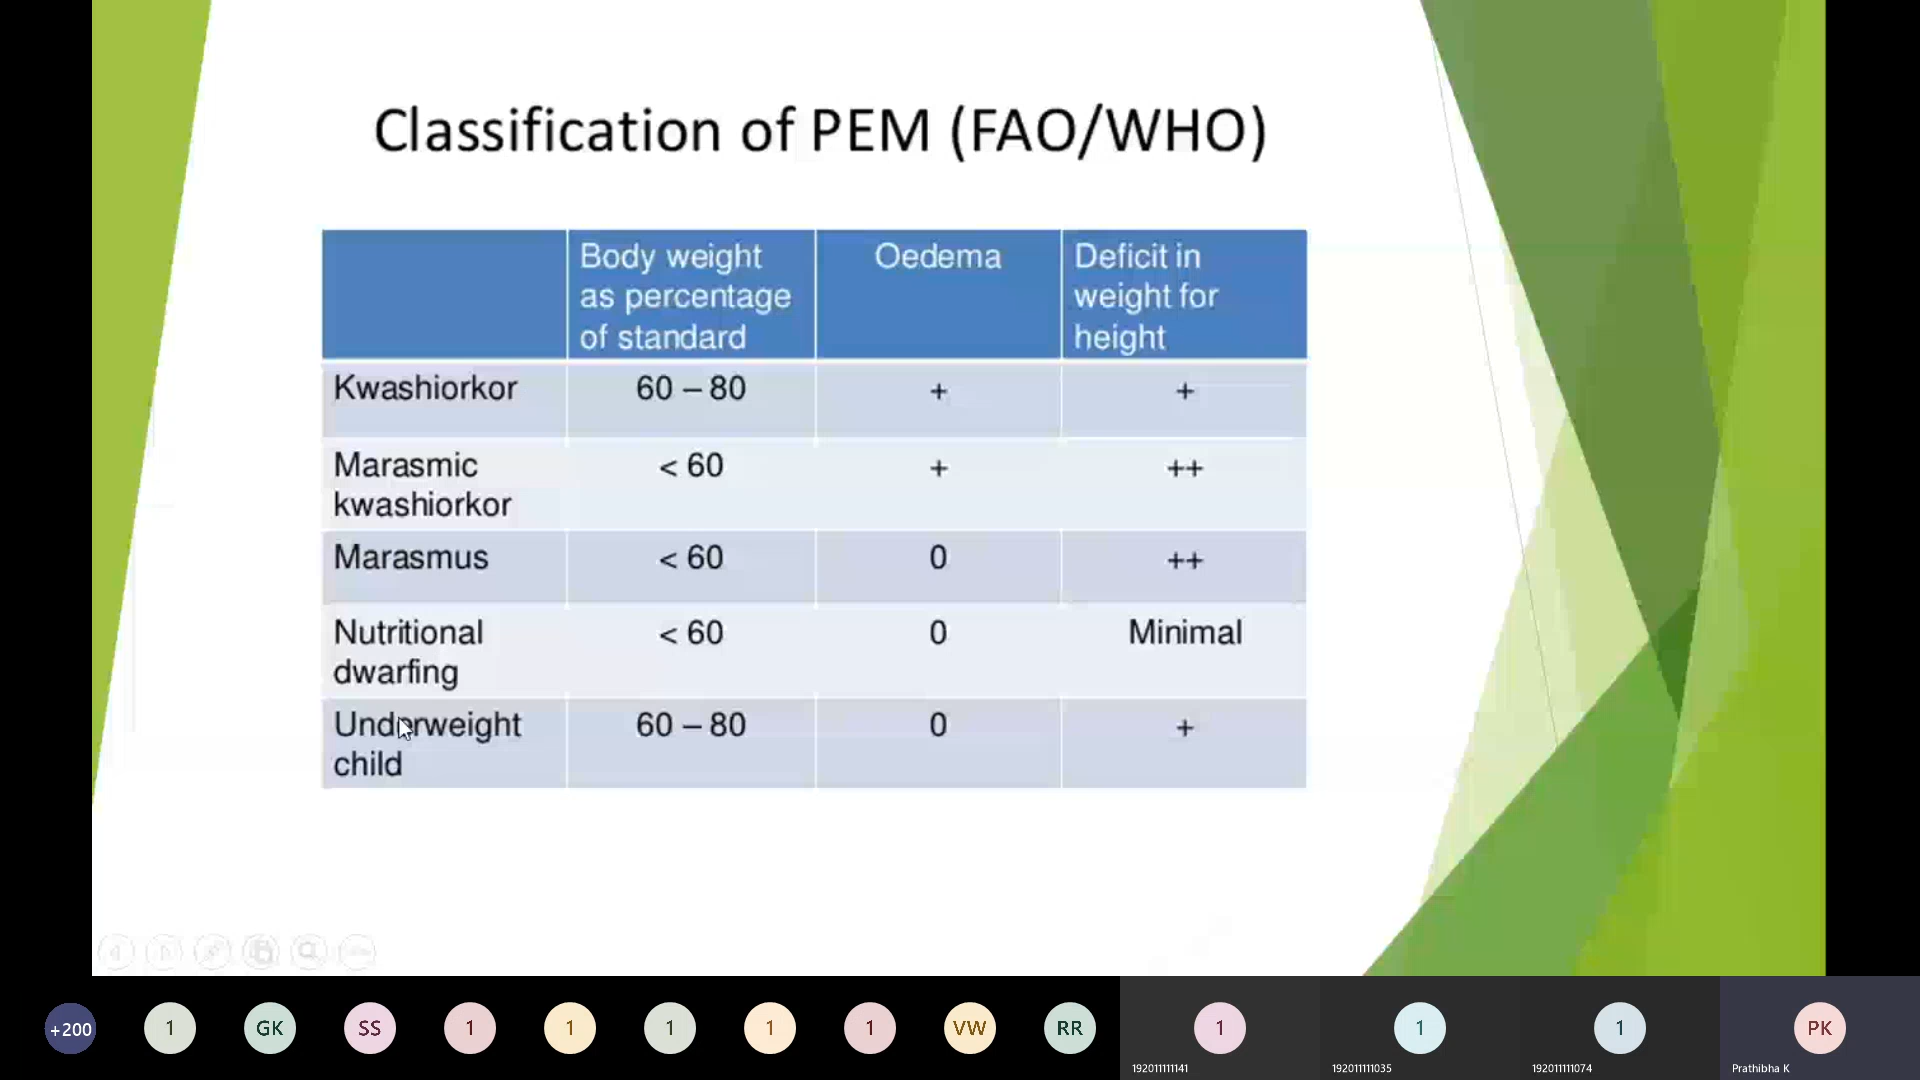 Classification of PEM (FAO/WHO)
Body weight
as percentage
of standard
Oedema
Deficit in
weight for
height
Kwashiorkor
60 – 80
+
+
Marasmic
kwashiorkor
< 60
+
++
Marasmus
< 60
0
++
Nutritional
dwarfing
< 60
0
Minimal
Underweight
child
60 – 80
0
+
+200
1
GK
SS
1
1
1
1
1
VW
RR
1
1
1
PK
192011111141
192011111035
192011111074
Prathibha K